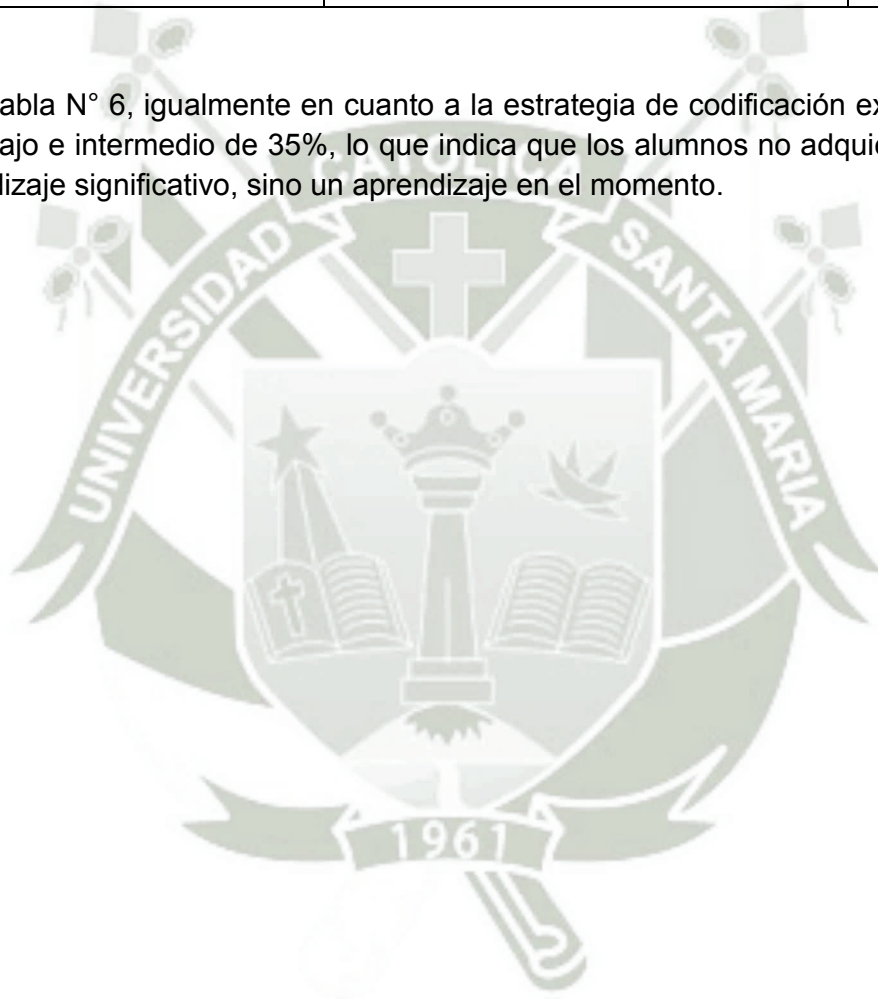 abla N° 6, igualmente en cuanto a la estrategia de codificación ex
ajo e intermedio de 35%, lo que indica que los alumnos no adquie
lizaje significativo, sino un aprendizaje en el momento.
CATOLICA
UNIVERSIDAD
SANTA MARIA
1961